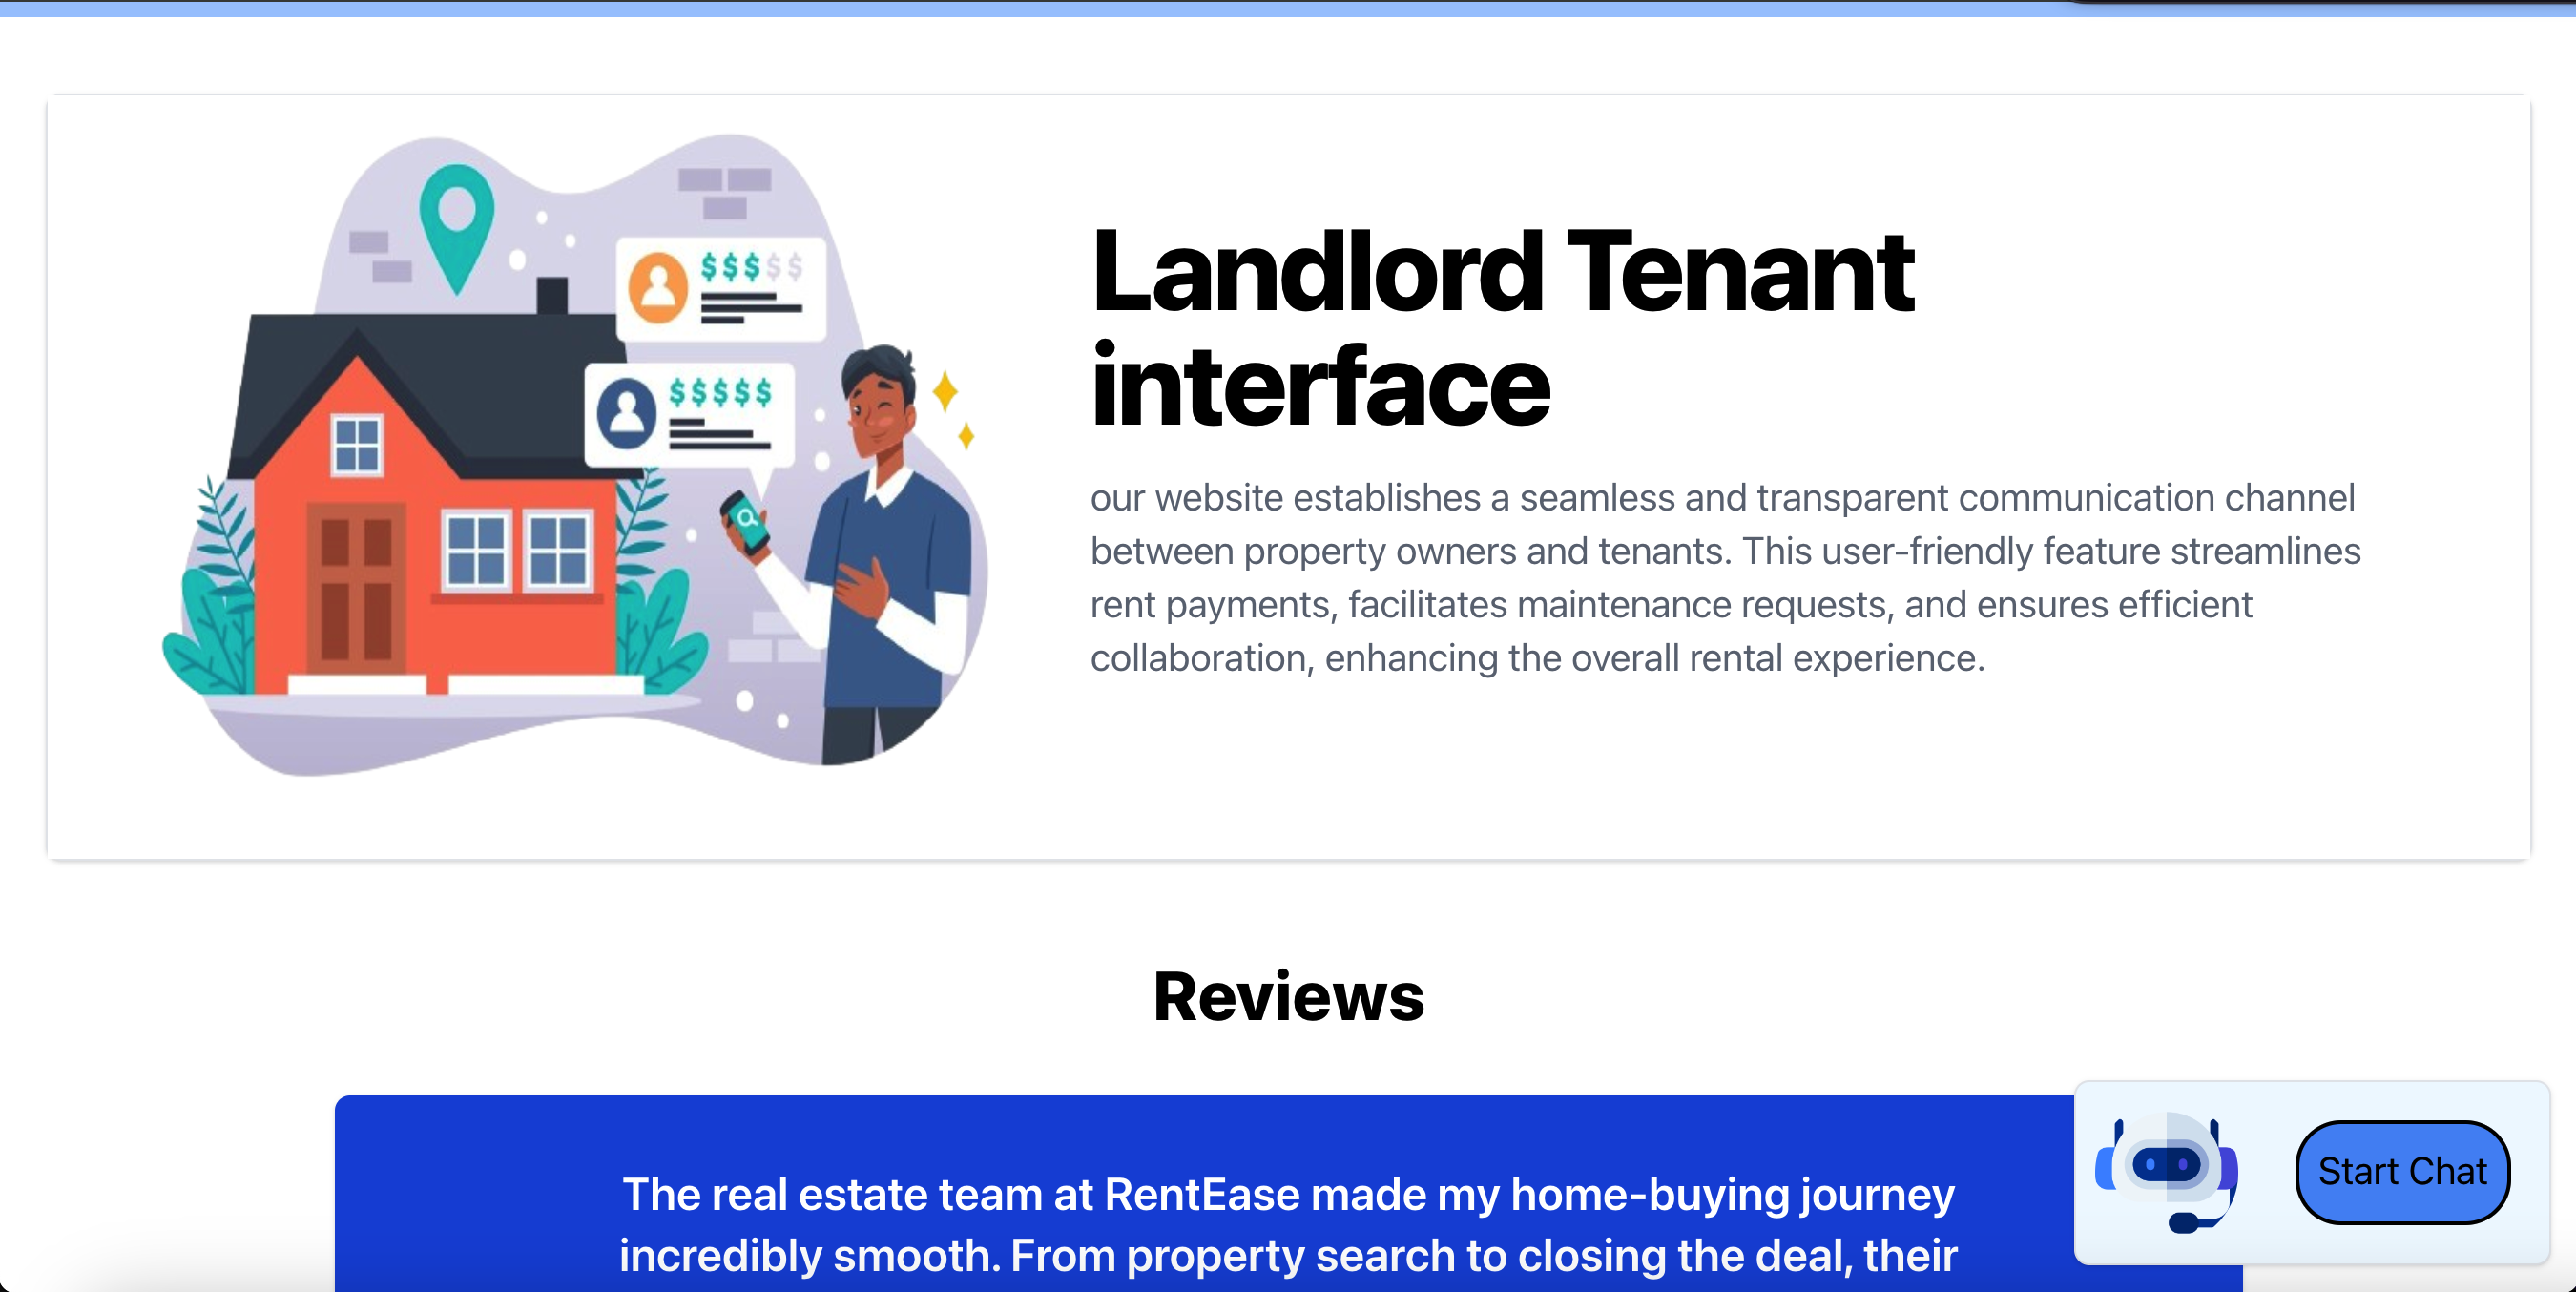 $$$$$
$$$$$
Landlord Tenant
interface
our website establishes a seamless and transparent communication channel
between property owners and tenants. This user-friendly feature streamlines
rent payments, facilitates maintenance requests, and ensures efficient
collaboration, enhancing the overall rental experience.
Reviews
The real estate team at RentEase made my home-buying journey
incredibly smooth. From property search to closing the deal, their
Start Chat